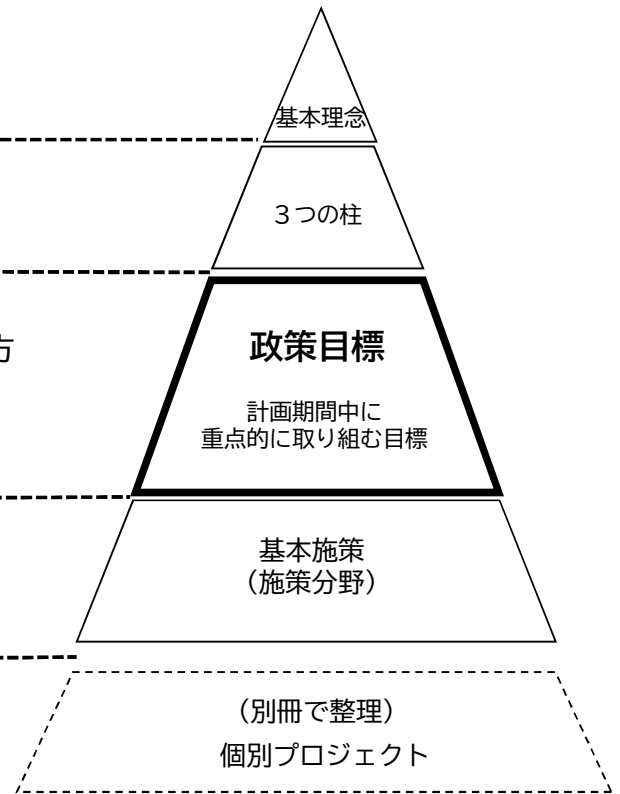 基本理念
３つの柱
方
政策目標
計画期間中に
重点的に取り組む目標
基本施策
（施策分野）
（別冊で整理）
個別プロジェクト